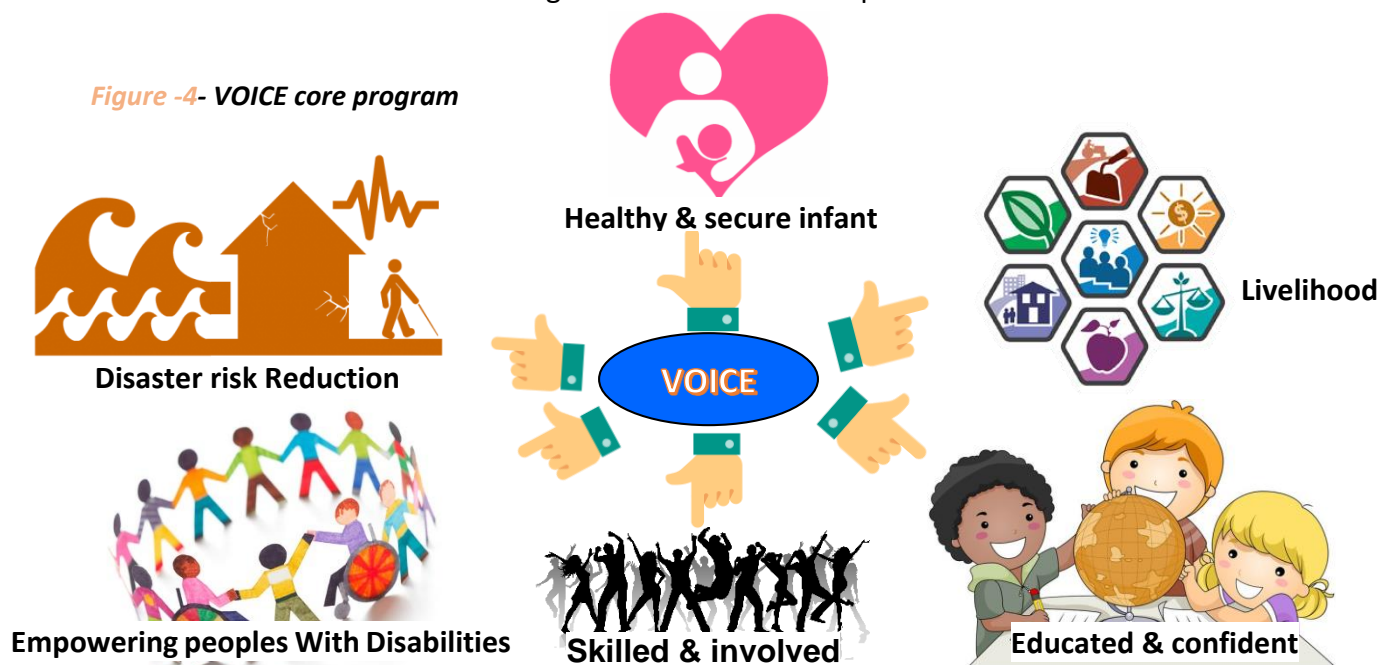 Figure -4- VOICE core program
Healthy & secure infant
Livelihood
Disaster risk Reduction
VOICE
Empowering peoples With Disabilities
Skilled & involved
Educated & confident